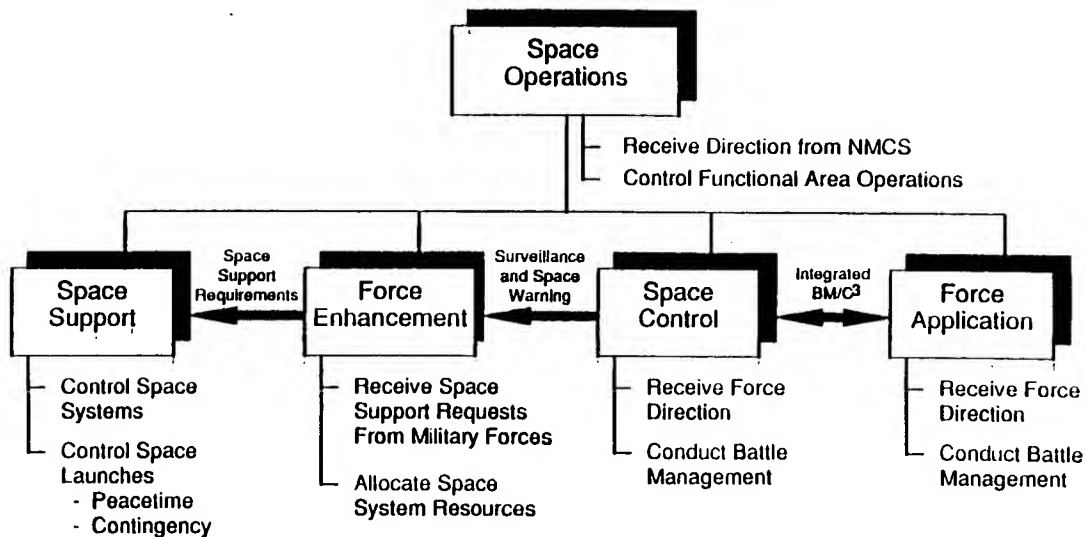 Space
Operations
Receive Direction from NMCS
Control Functional Area Operations
Space
Support
Space
Support
Requirements
Force
Enhancement
Surveillance
and Space
Warning
Space
Control
Integrated
BM/C³
Force
Application
Control Space
Systems
Control Space
Launches
- Peacetime
- Contingency
Receive Space
Support Requests
From Military Forces
Allocate Space
System Resources
Receive Force
Direction
Conduct Battle
Management
Receive Force
Direction
Conduct Battle
Management